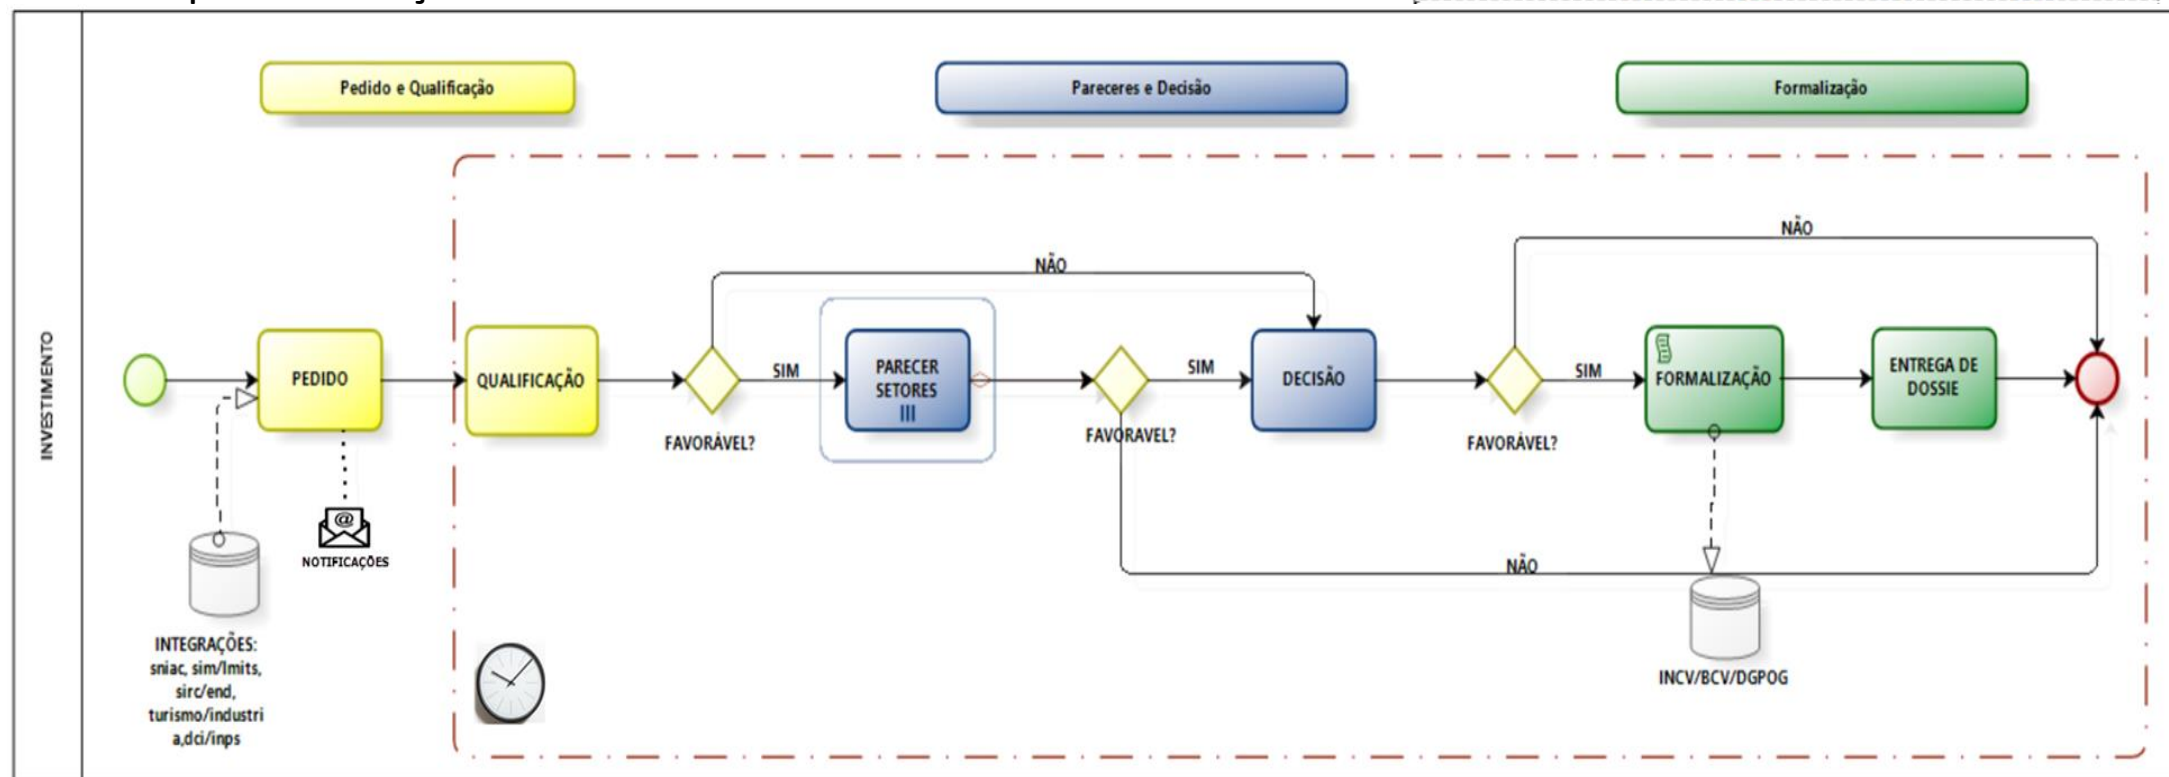 Pedido e Qualificação
Pareceres e Decisão
Formalização
NÃO
NÃO
INVESTIMENTO
PEDIDO
QUALIFICAÇÃO
SIM
PARECER
SETORES
SIM
DECISÃO
SIM
FORMALIZAÇÃO
ENTREGA DE
DOSSIE
FAVORÁVEL?
FAVORAVEL?
FAVORÁVEL?
@
NOTIFICAÇÕES
NÃO
INTEGRAÇÕES:
sniac, sim/lmits,
sirc/end,
turismo/industri
a,dci/inps
INCV/BCV/DGPOG